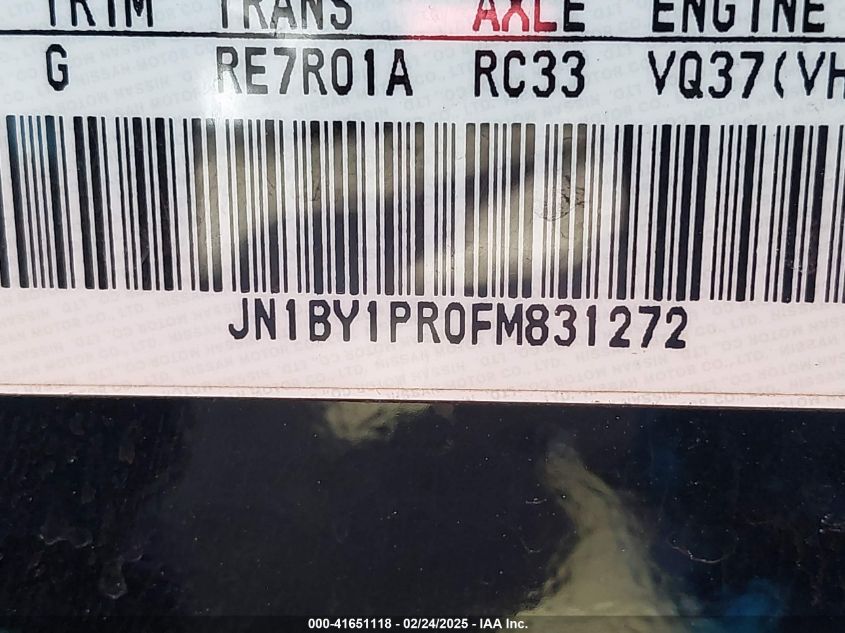 TRIM TRANS AXLE ENGINE
G RE7R01A RC33 VQ37(VH
JN1BY1PR0FM831272
000-41651118 - 02/24/2025 - IAA Inc.